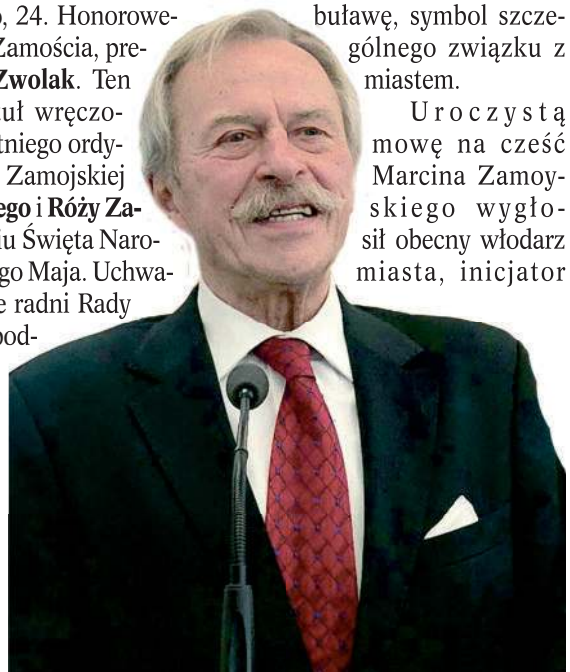 24. Honorowe-
Zamościa, pre-
Zwolak. Ten
wręczo-
tniego ordy-
Zamojskiej
ego i Róży Za-
iu Święta Naro-
go Maja. Uchwa-
e radni Rady
pod-
buławę, symbol szcze-
gólnego związku z
miastem.
Uroczystą
mowę na cześć
Marcina Zamoy-
skiego wygło-
sił obecny włodarz
miasta, inicjator